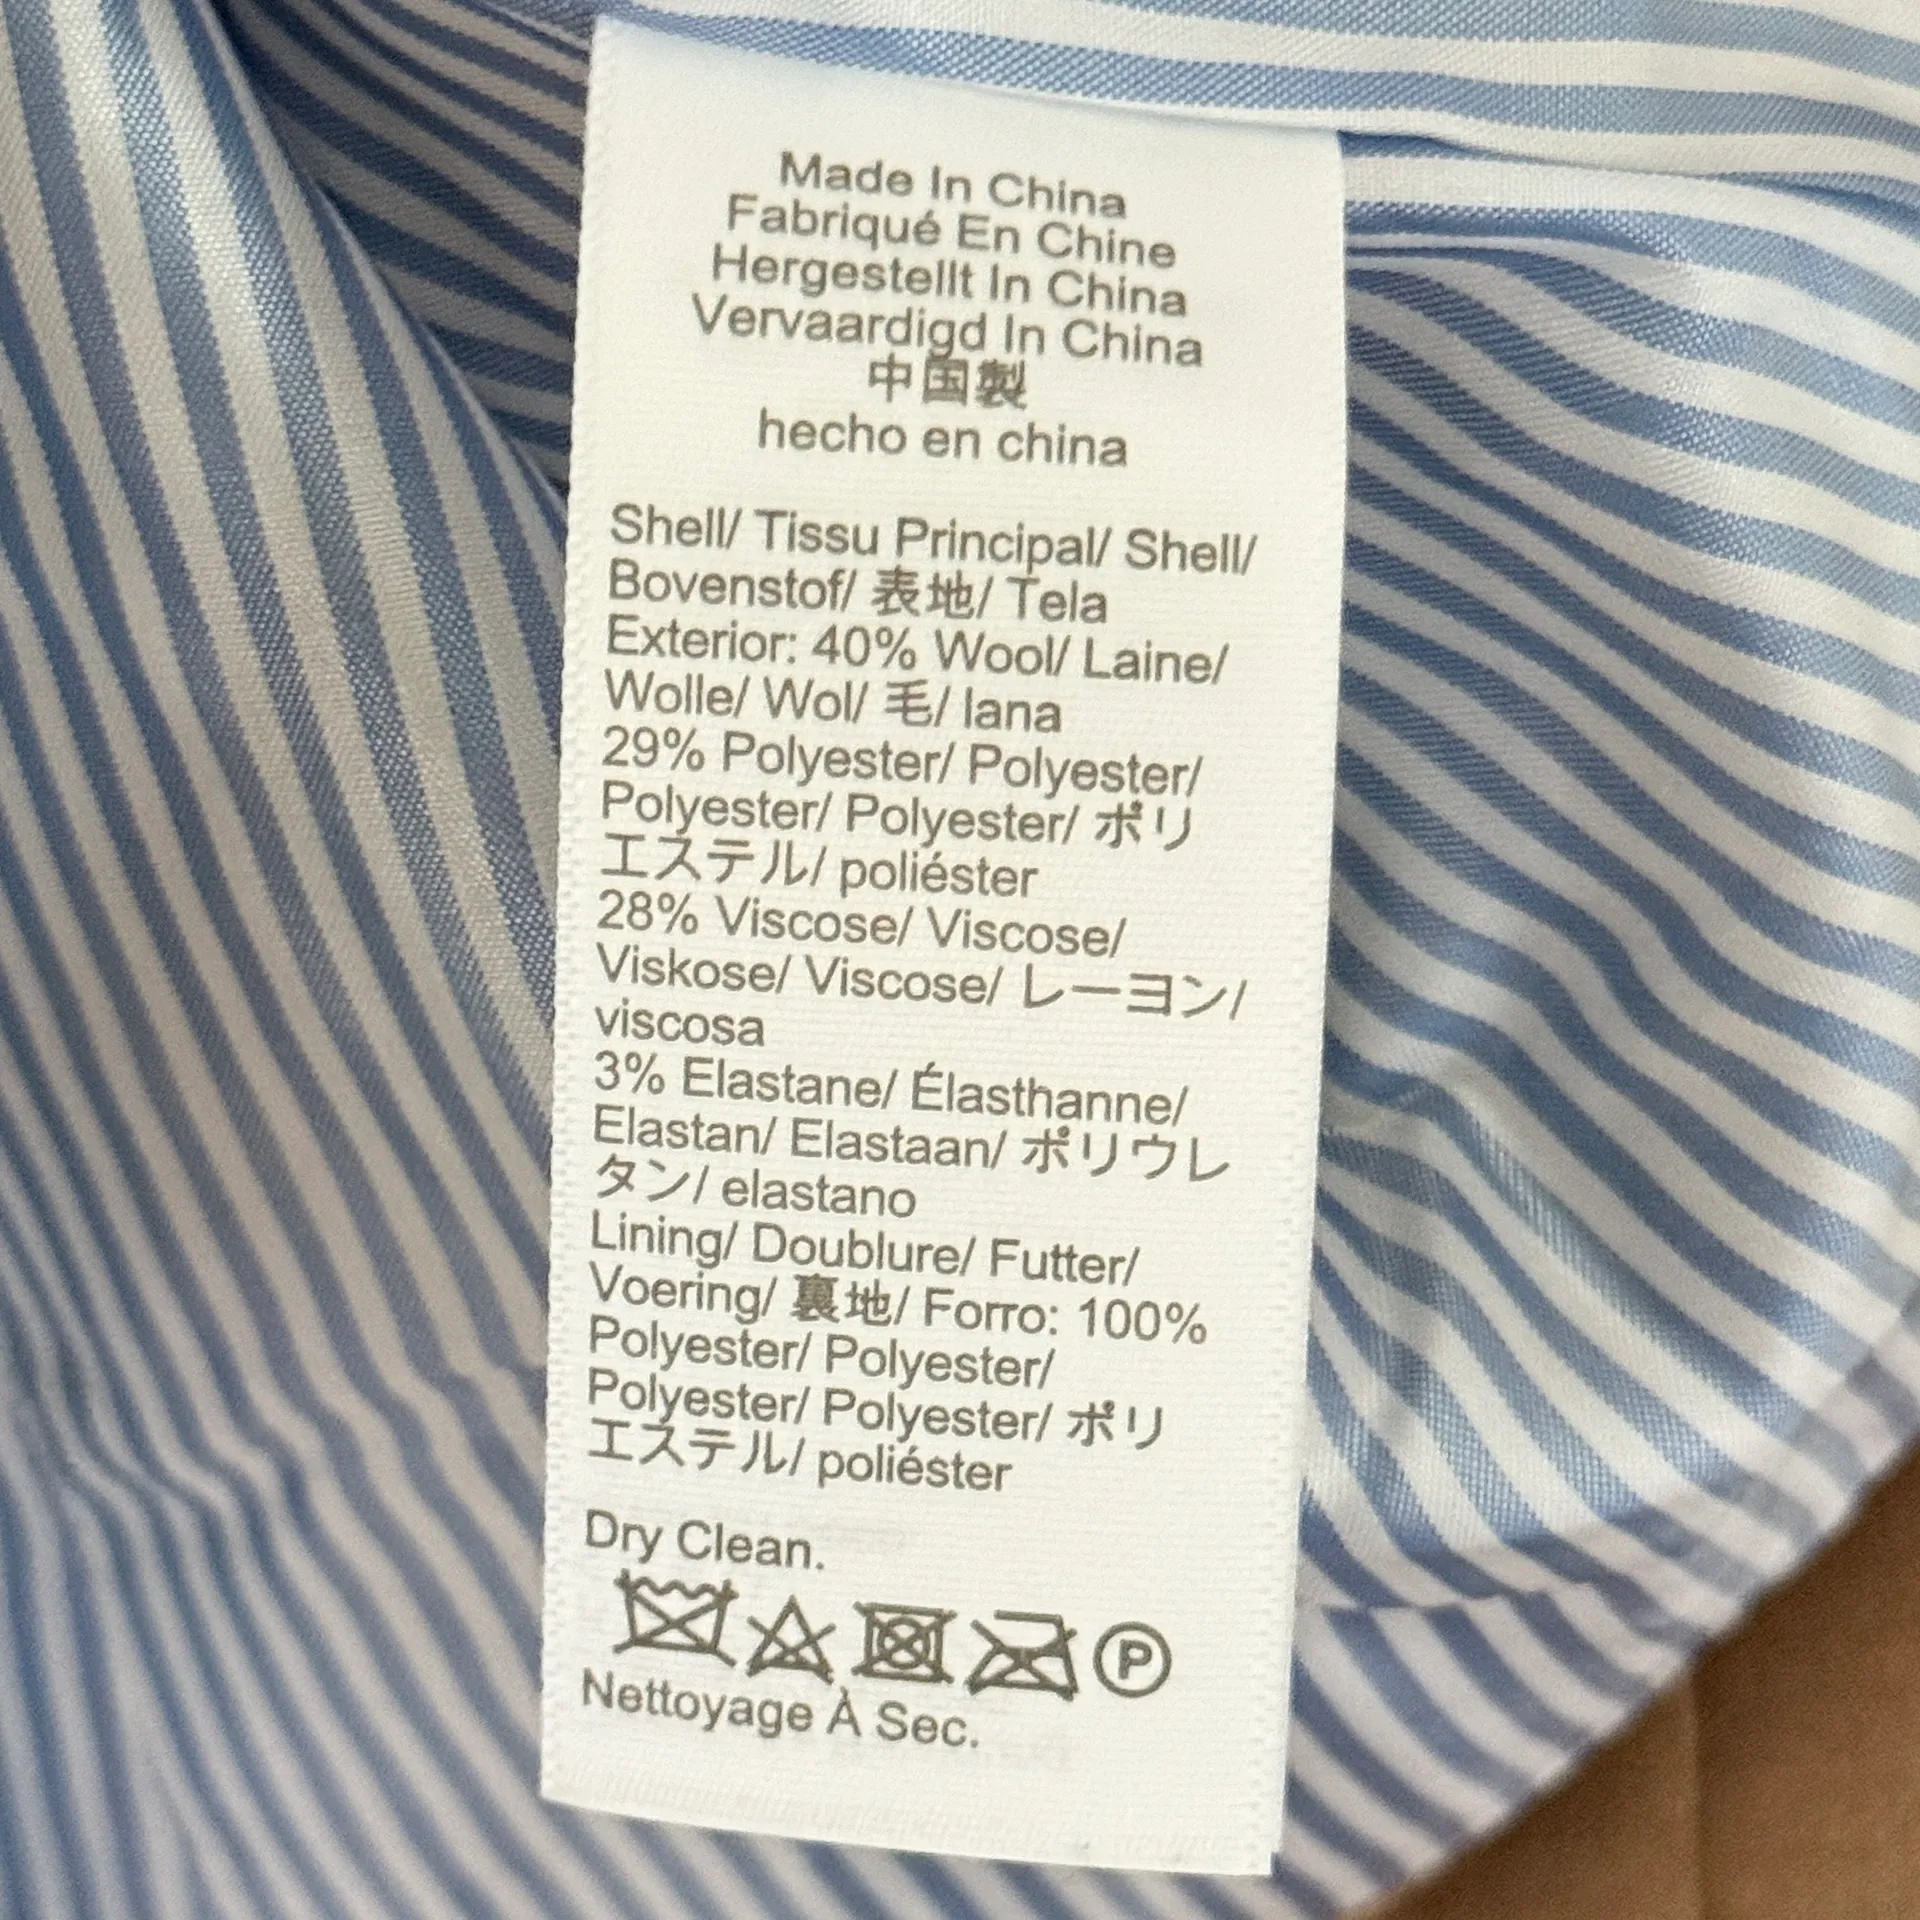 Made In China
Fabriqué En Chine
Hergestellt In China
Vervaardigd In China
中国製
hecho en china
Shell/ Tissu Principal/ Shell/
Bovenstof/ 表地/ Tela
Exterior: 40% Wool/ Laine/
Wolle/ Wol/ 毛/ lana
29% Polyester/ Polyester/
Polyester/ Polyester/ ポリ
エステル/ poliéster
28% Viscose/ Viscose/
Viskose/ Viscose/ レーヨン/
viscosa
3% Elastane/ Élasthanne/
Elastan/ Elastaan/ ポリウレ
タン/ elastano
Lining/ Doublure/ Futter/
Voering/ 裏地/ Forro: 100%
Polyester/ Polyester/
Polyester/ Polyester/ ポリ
エステル/ poliéster
Dry Clean.
P
Nettoyage À Sec.